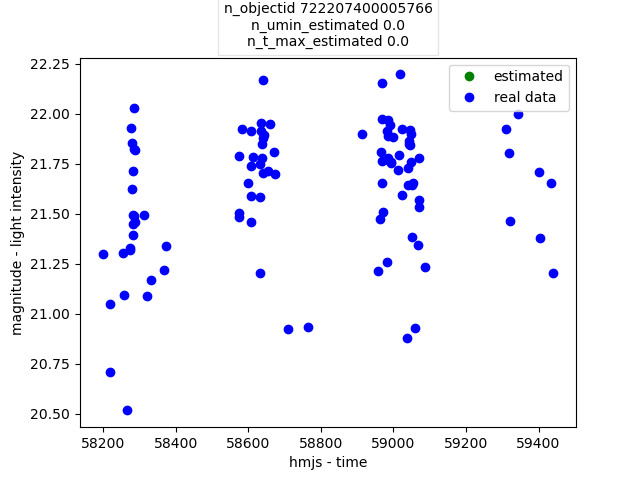 n_objectid 722207400005766
n_umin_estimated 0.0
n_t_max_estimated 0.0
22.25
22.00
21.75
21.50
21.25
21.00
20.75
20.50
magnitude - light intensity
estimated
real data
58200 58400 58600 58800 59000 59200 59400
hmjs - time